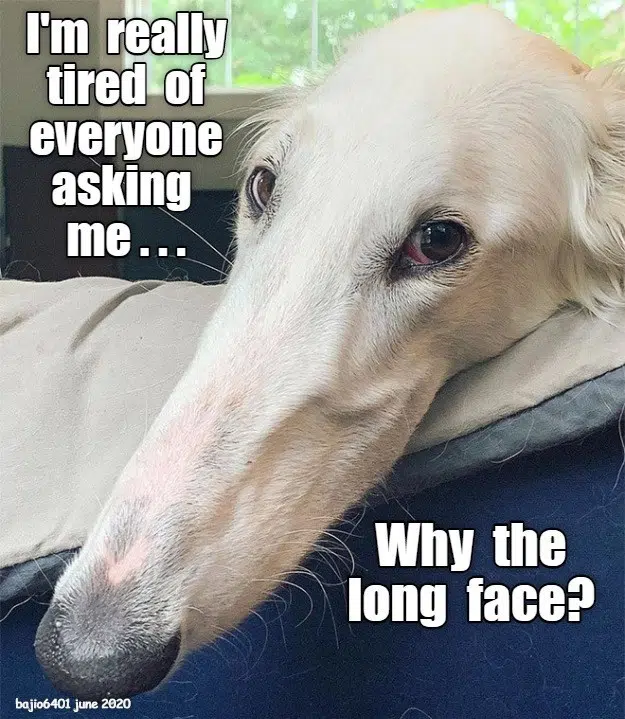 I'm really
tired of
everyone
asking
me . . .
Why the
long face?
bajio6401 june 2020